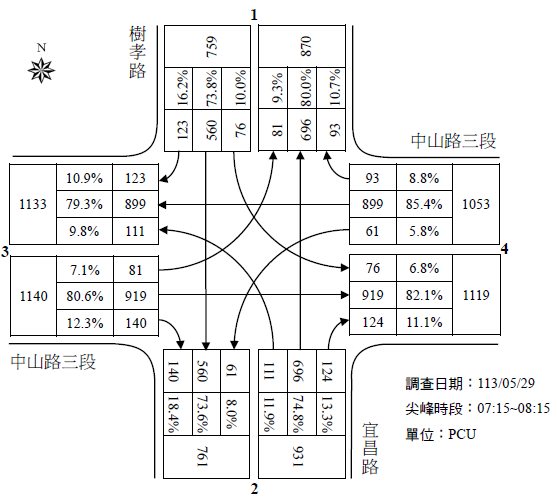 1
樹孝路
N
759
870
16.2% 73.8% 10.0%
9.3% 80.0% 10.7%
123 560 76
81 696 93
中山路三段
10.9% 123
1133 79.3% 899
9.8% 111
93 8.8%
899 85.4% 1053
61 5.8%
3
4
7.1% 81
1140 80.6% 919
12.3% 140
76 6.8%
919 82.1% 1119
124 11.1%
中山路三段
140 560 61
111 696 124
18.4% 73.6% 8.0%
11.9% 74.8% 13.3%
761
931
2
宜昌路
調查日期：113/05/29
尖峰時段：07:15~08:15
單位：PCU